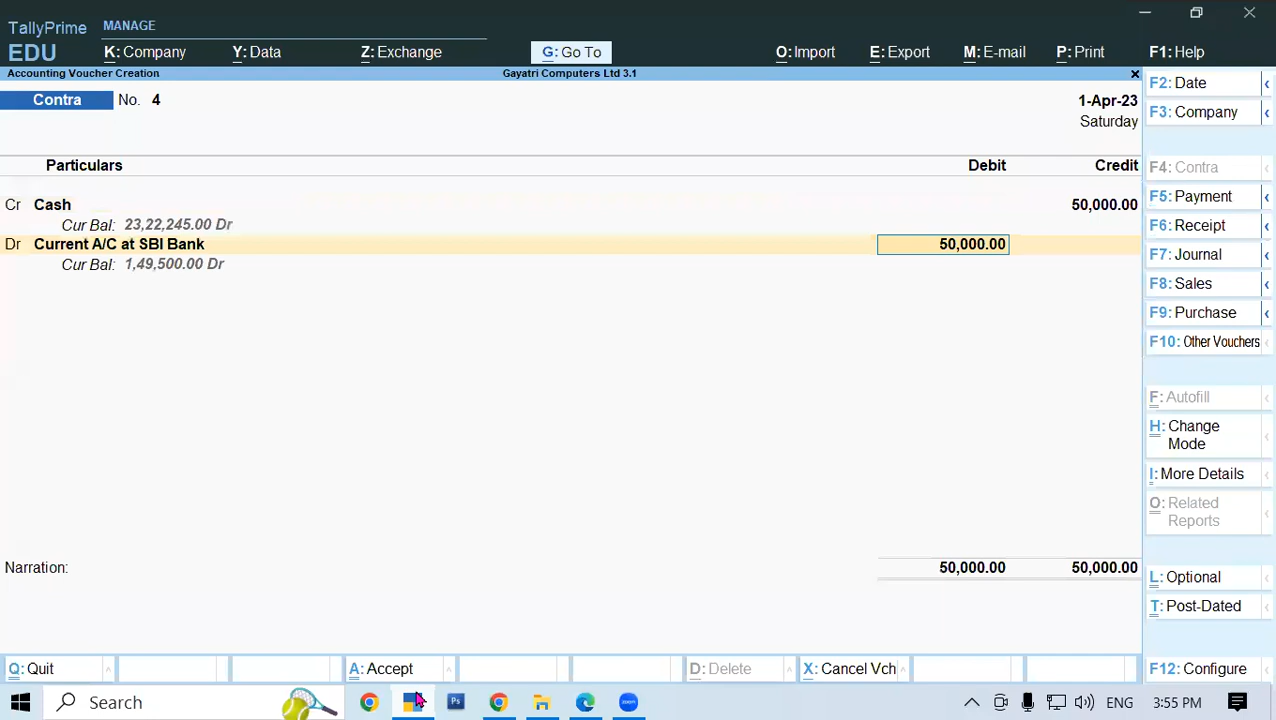 TallyPrime
EDU
MANAGE
K: Company
Y: Data
Z: Exchange
G: Go To
O: Import
E: Export
M: E-mail
P: Print
F1: Help
Accounting Voucher Creation
Gayatri Computers Ltd 3.1
Contra No. 4
1-Apr-23
Saturday
Particulars Debit Credit
Cr Cash 50,000.00
Cur Bal: 23,22,245.00 Dr
Dr Current A/C at SBI Bank 50,000.00
Cur Bal: 1,49,500.00 Dr
Narration: 50,000.00 50,000.00
F2: Date
F3: Company
F4: Contra
F5: Payment
F6: Receipt
F7: Journal
F8: Sales
F9: Purchase
F10: Other Vouchers
F: Autofill
H: Change
Mode
I: More Details
O: Related
Reports
L: Optional
T: Post-Dated
Q: Quit
A: Accept
D: Delete
X: Cancel Vch
F12: Configure
Search
Ps
zoom
ENG
3:55 PM